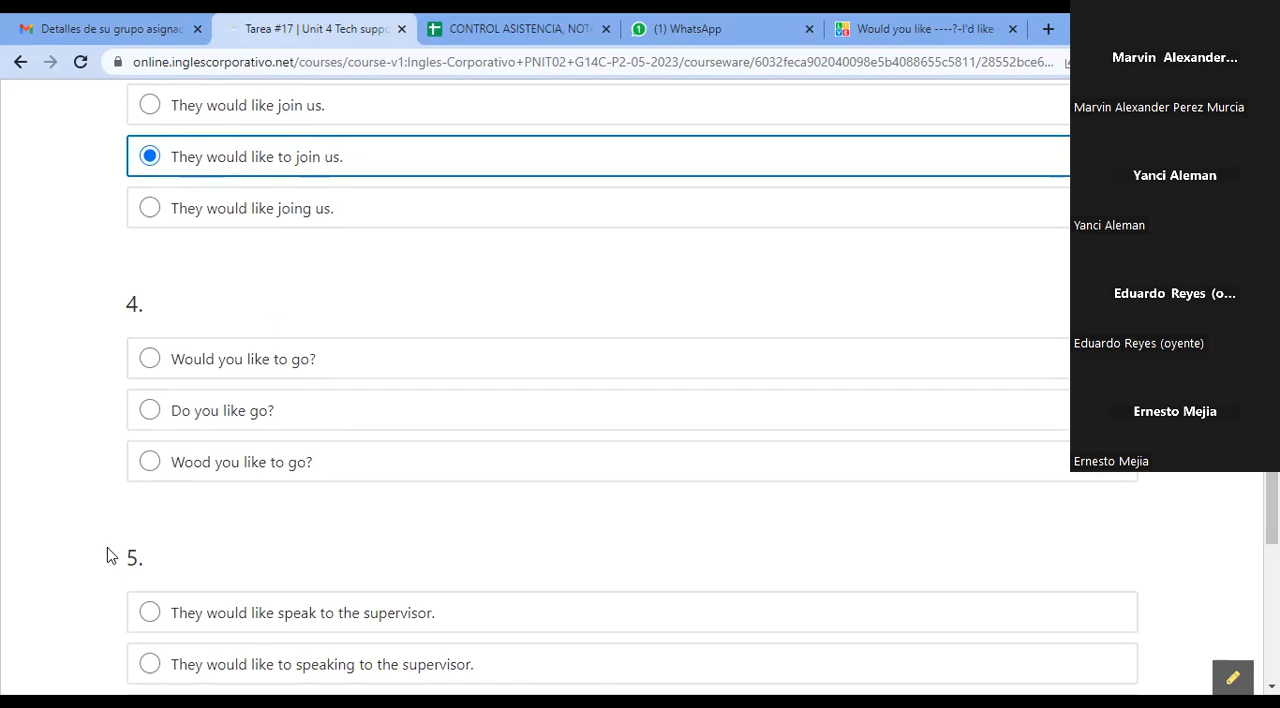 Detalles de su grupo asignac
Tarea #17 | Unit 4 Tech suppo
CONTROL ASISTENCIA, NOTA
(1) WhatsApp
Would you like ----?-I'd like
online.inglescorporativo.net/courses/course-v1:Ingles-Corporativo+PNIT02+G14C-P2-05-2023/courseware/6032feca902040098e5b4088655c5811/28552bce6...
They would like join us.
They would like to join us.
They would like joing us.
4.
Would you like to go?
Do you like go?
Wood you like to go?
5.
They would like speak to the supervisor.
They would like to speaking to the supervisor.
Marvin Alexander...
Marvin Alexander Perez Murcia
Yanci Aleman
Yanci Aleman
Eduardo Reyes (o...
Eduardo Reyes (oyente)
Ernesto Mejia
Ernesto Mejia